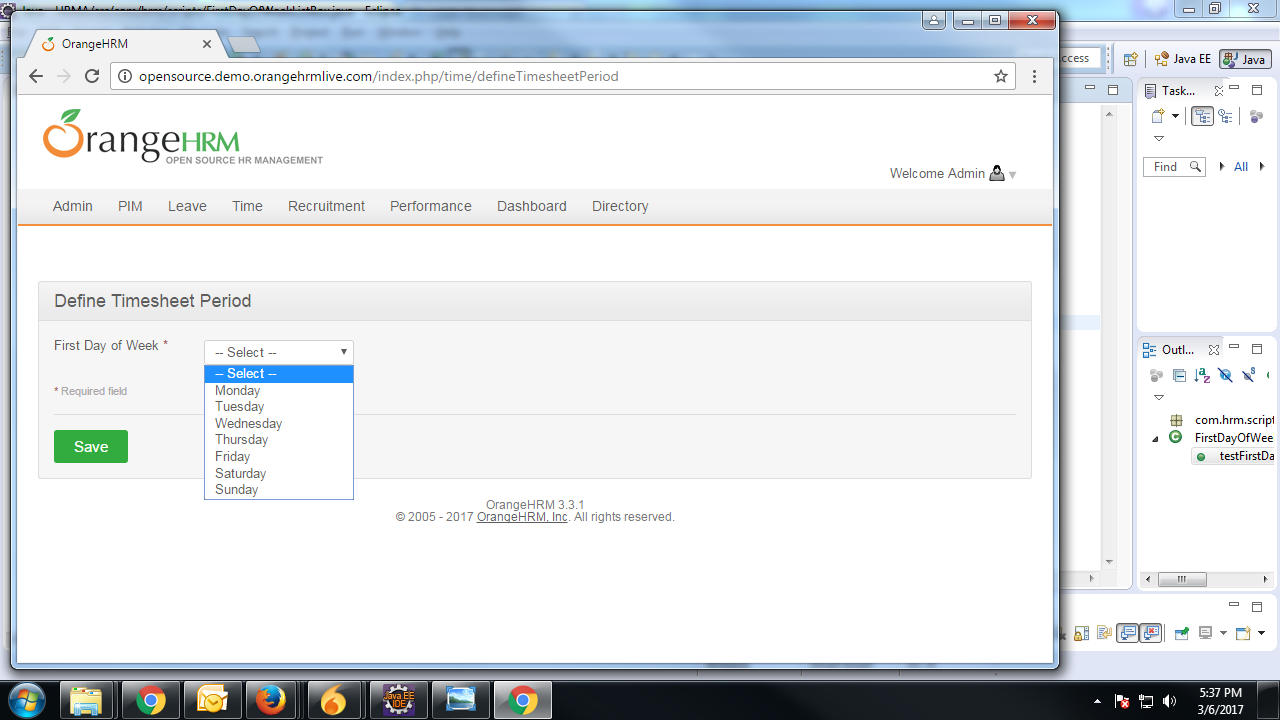 OrangeHRM
opensource.demo.orangehrmlive.com/index.php/time/defineTimesheetPeriod
OrangeHRM
OPEN SOURCE HR MANAGEMENT
Welcome Admin
Admin PIM Leave Time Recruitment Performance Dashboard Directory
Define Timesheet Period
First Day of Week *
-- Select --
-- Select --
Monday
Tuesday
Wednesday
Thursday
Friday
Saturday
Sunday
* Required field
Save
OrangeHRM 3.3.1
© 2005 - 2017 OrangeHRM, Inc. All rights reserved.
Java EE
Java
Task...
Find
All
Outl...
com.hrm.script
FirstDayOfWee
testFirstDa
Java EE
IDE
5:37 PM
3/6/2017